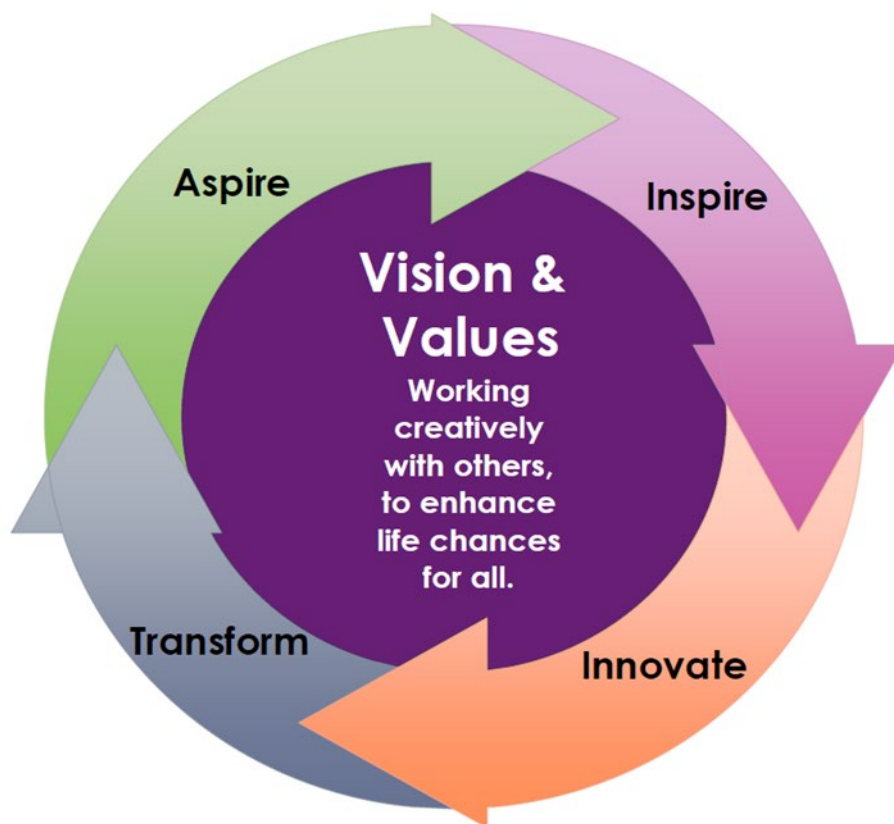 Aspire
Inspire
Vision &
Values
Working
creatively
with others,
to enhance
life chances
for all.
Transform
Innovate